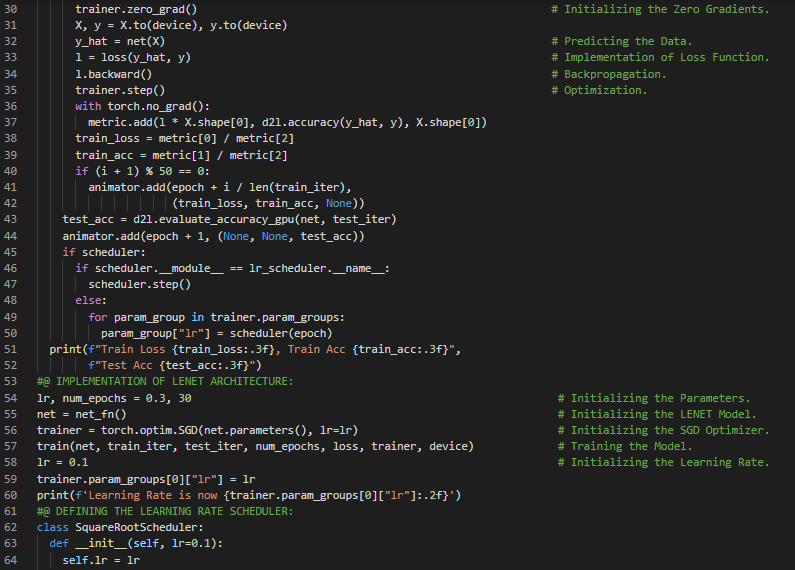 30 trainer.zero_grad() # Initializing the Zero Gradients.
31 X, y = X.to(device), y.to(device)
32 y_hat = net(X) # Predicting the Data.
33 l = loss(y_hat, y) # Implementation of Loss Function.
34 l.backward() # Backpropagation.
35 trainer.step() # Optimization.
36 with torch.no_grad():
37 metric.add(l * X.shape[0], d2l.accuracy(y_hat, y), X.shape[0])
38 train_loss = metric[0] / metric[2]
39 train_acc = metric[1] / metric[2]
40 if (i + 1) % 50 == 0:
41 animator.add(epoch + i / len(train_iter),
42 (train_loss, train_acc, None))
43 test_acc = d2l.evaluate_accuracy_gpu(net, test_iter)
44 animator.add(epoch + 1, (None, None, test_acc))
45 if scheduler:
46 if scheduler.__module__ == lr_scheduler.__name__:
47 scheduler.step()
48 else:
49 for param_group in trainer.param_groups:
50 param_group["lr"] = scheduler(epoch)
51 print(f"Train Loss {train_loss:.3f}, Train Acc {train_acc:.3f}",
52 f"Test Acc {test_acc:.3f}")
53 #@ IMPLEMENTATION OF LENET ARCHITECTURE:
54 lr, num_epochs = 0.3, 30 # Initializing the Parameters.
55 net = net_fn() # Initializing the LENET Model.
56 trainer = torch.optim.SGD(net.parameters(), lr=lr) # Initializing the SGD Optimizer.
57 train(net, train_iter, test_iter, num_epochs, loss, trainer, device) # Training the Model.
58 lr = 0.1 # Initializing the Learning Rate.
59 trainer.param_groups[0]["lr"] = lr
60 print(f'Learning Rate is now {trainer.param_groups[0]["lr"]:.2f}')
61 #@ DEFINING THE LEARNING RATE SCHEDULER:
62 class SquareRootScheduler:
63 def __init__(self, lr=0.1):
64 self.lr = lr